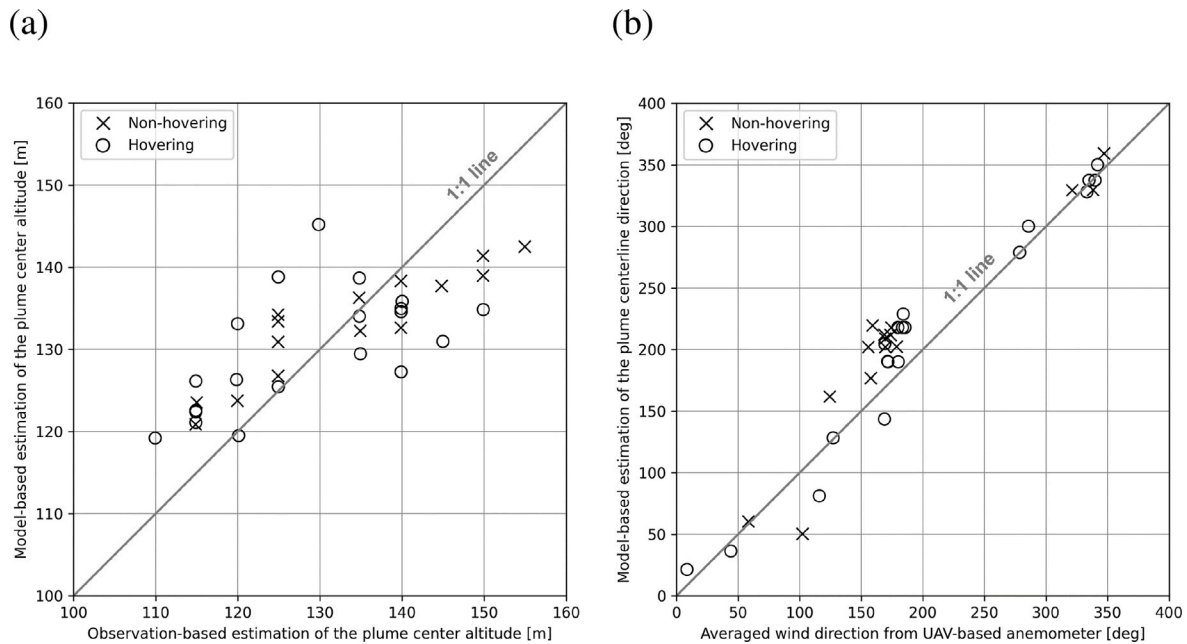 (a)
160
150
140
130
120
110
100
100 110 120 130 140 150 160
Model-based estimation of the plume center altitude [m]
Observation-based estimation of the plume center altitude [m]
Non-hovering
Hovering
1:1 line
(b)
400
350
300
250
200
150
100
50
0
0 50 100 150 200 250 300 350 400
Model-based estimation of the plume centerline direction [deg]
Averaged wind direction from UAV-based anemometer [deg]
Non-hovering
Hovering
1:1 line